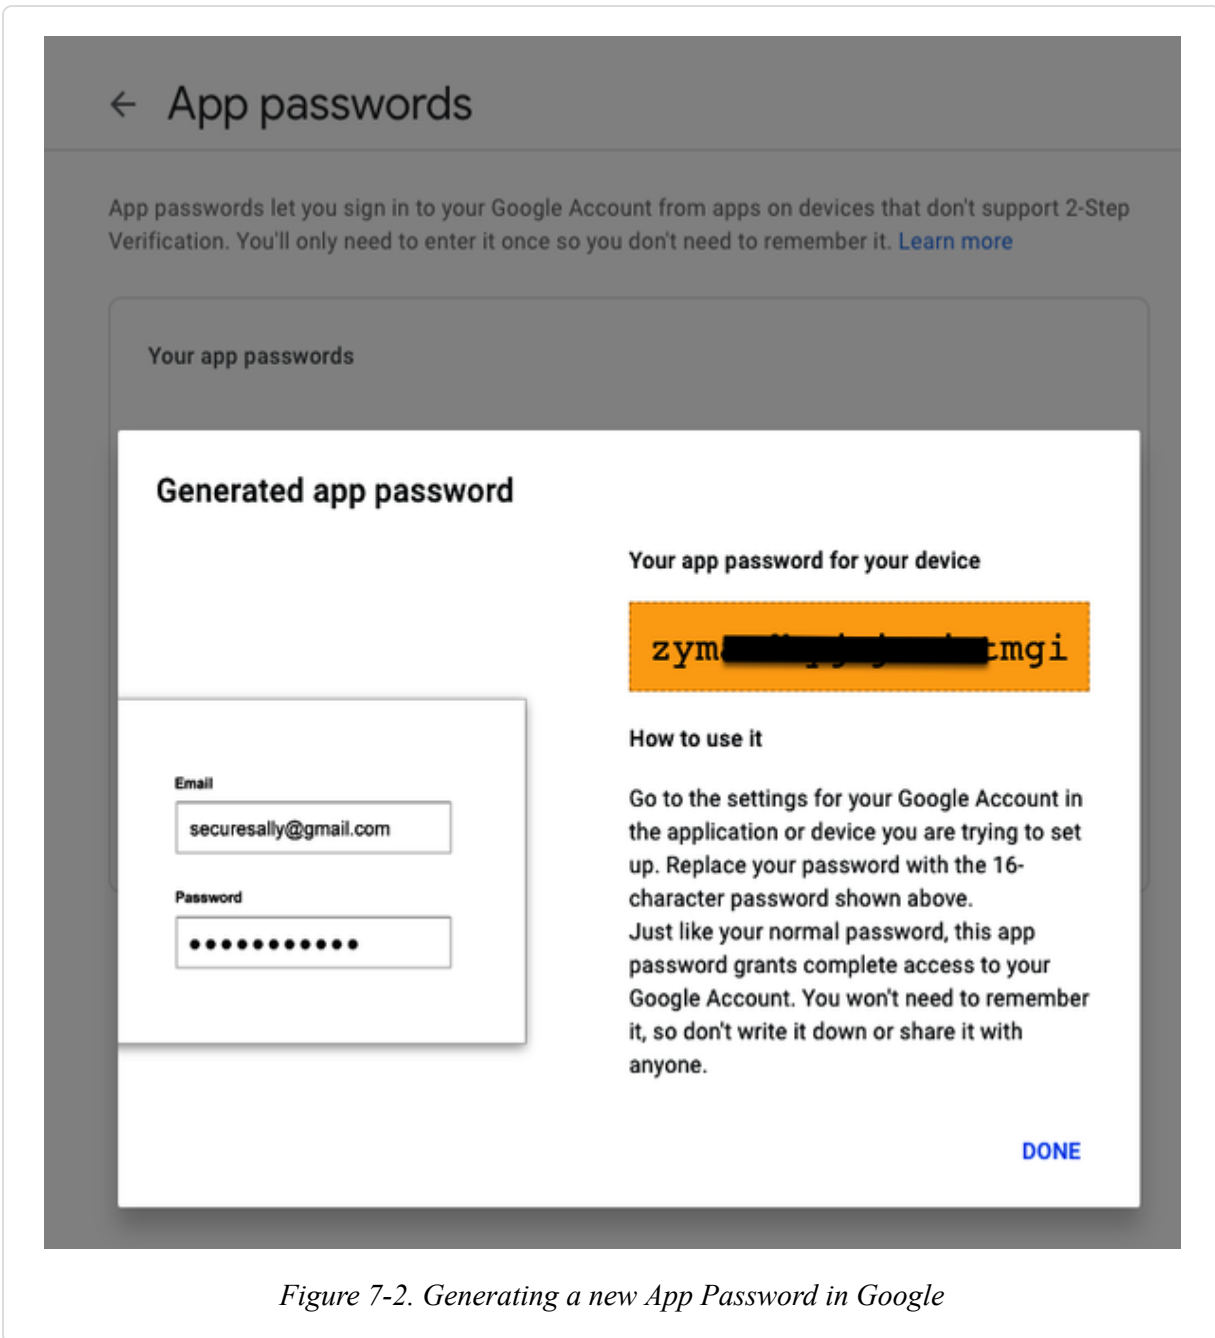 App passwords
App passwords let you sign in to your Google Account from apps on devices that don't support 2-Step
Verification. You'll only need to enter it once so you don't need to remember it. Learn more
Your app passwords
Generated app password
Your app password for your device
How to use it
Go to the settings for your Google Account in
the application or device you are trying to set
up. Replace your password with the 16-
character password shown above.
Just like your normal password, this app
password grants complete access to your
Google Account. You won't need to remember
it, so don't write it down or share it with
anyone.
Email
securesally@gmail.com
Password
DONE
Figure 7-2. Generating a new App Password in Google